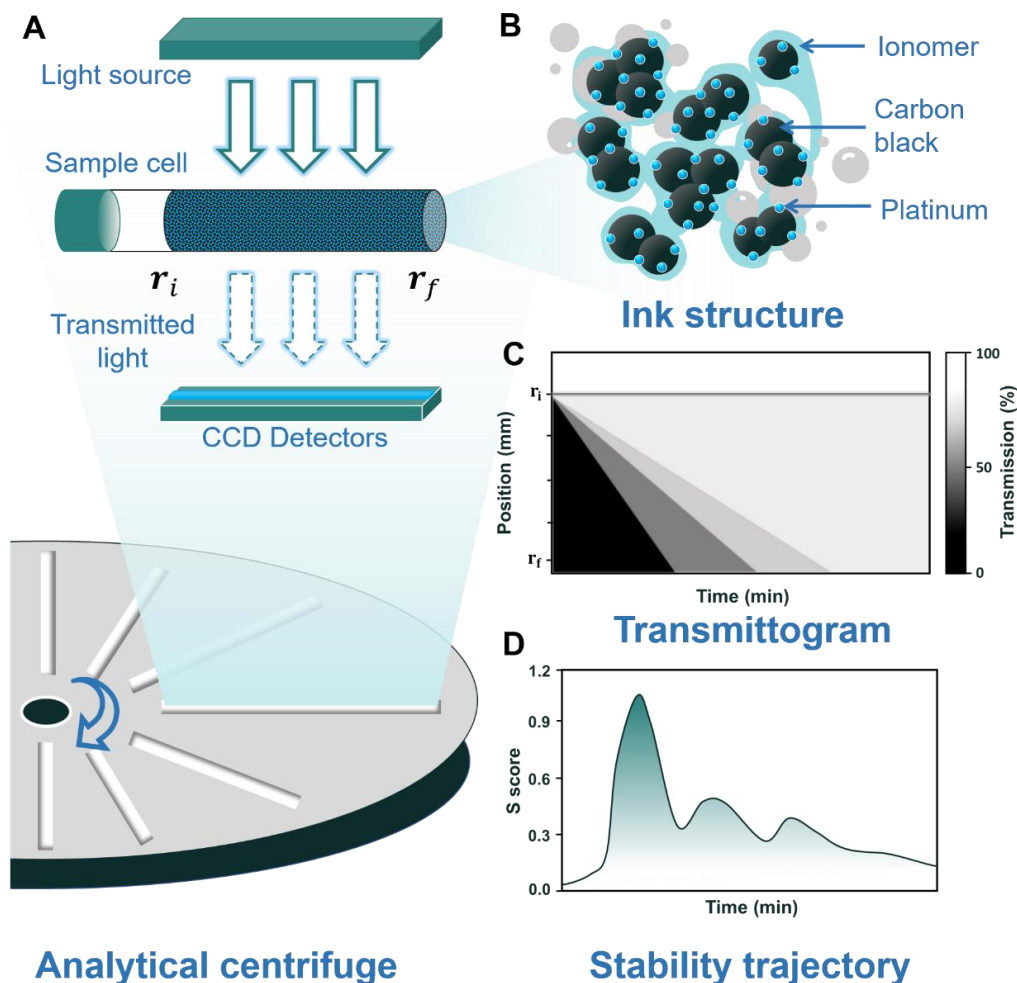 A
Light source
Sample cell
r_i
r_f
Transmitted
light
CCD Detectors
Analytical centrifuge
B
Ionomer
Carbon
black
Platinum
Ink structure
C
r_i
r_f
Position (mm)
Time (min)
100
50
0
Transmission (%)
Transmittogram
D
1.2
0.9
0.6
0.3
0.0
S score
Time (min)
Stability trajectory